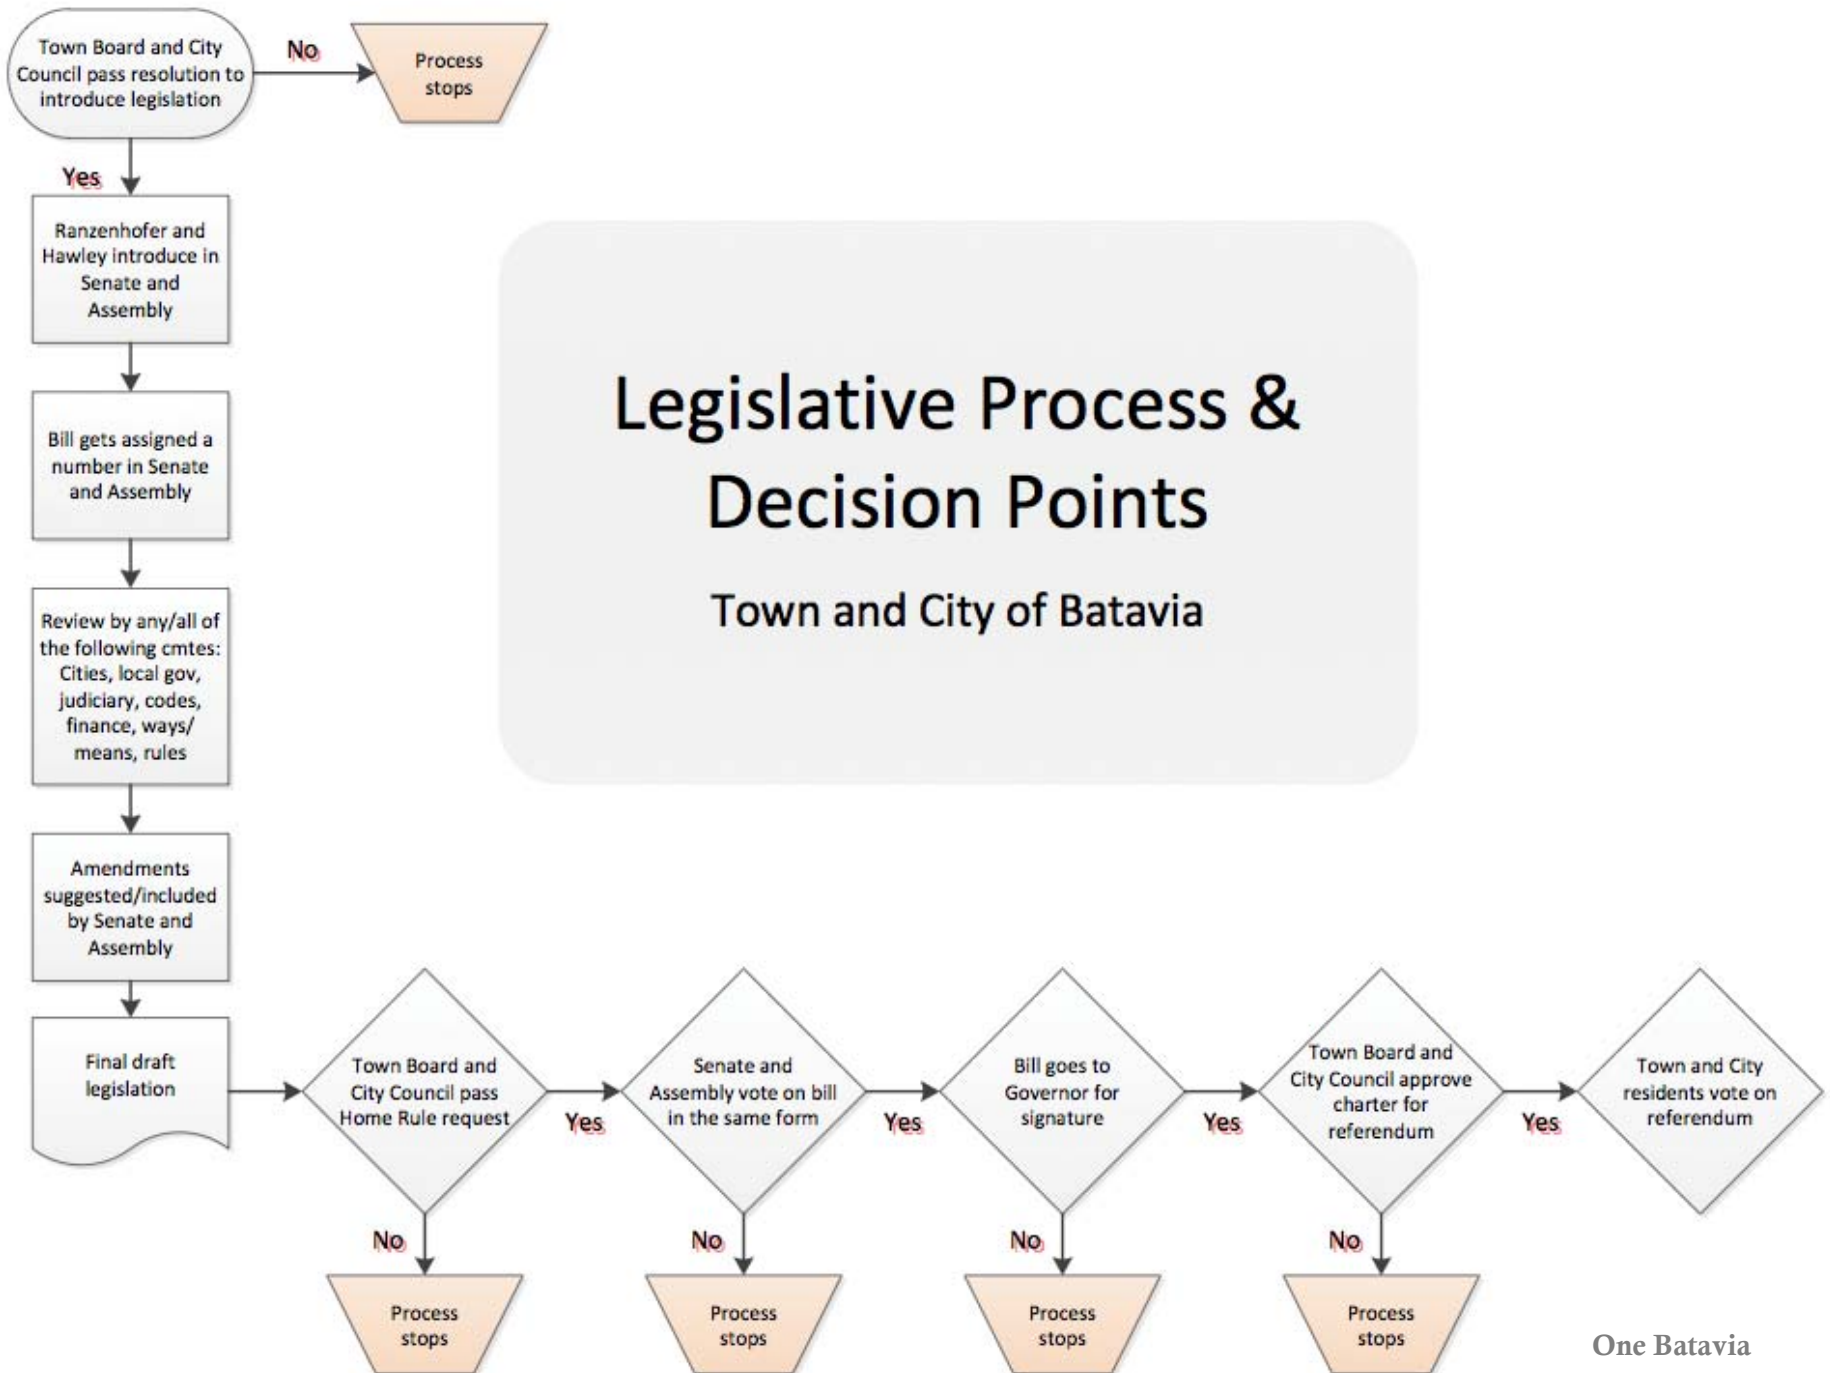 Town Board and City
Council pass resolution to
introduce legislation
No
Process
stops
Yes
Ranzenhofer and
Hawley introduce in
Senate and
Assembly
Bill gets assigned a
number in Senate
and Assembly
Review by any/all of
the following cmtes:
Cities, local gov,
judiciary, codes,
finance, ways/
means, rules
Amendments
suggested/included
by Senate and
Assembly
Final draft
legislation
Legislative Process &
Decision Points
Town and City of Batavia
Town Board and
City Council pass
Home Rule request
Yes
No
Process
stops
Senate and
Assembly vote on bill
in the same form
Yes
No
Process
stops
Bill goes to
Governor for
signature
Yes
No
Process
stops
Town Board and
City Council approve
charter for
referendum
Yes
No
Process
stops
Town and City
residents vote on
referendum
One Batavia